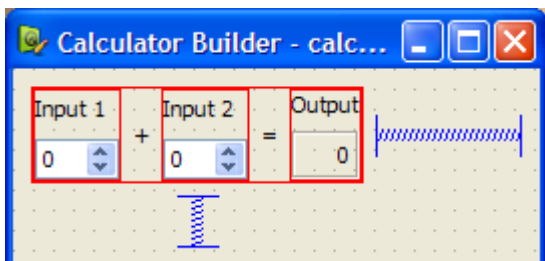 Calculator Builder - calc...
Input 1 Input 2 Output
+ =
0 0 0